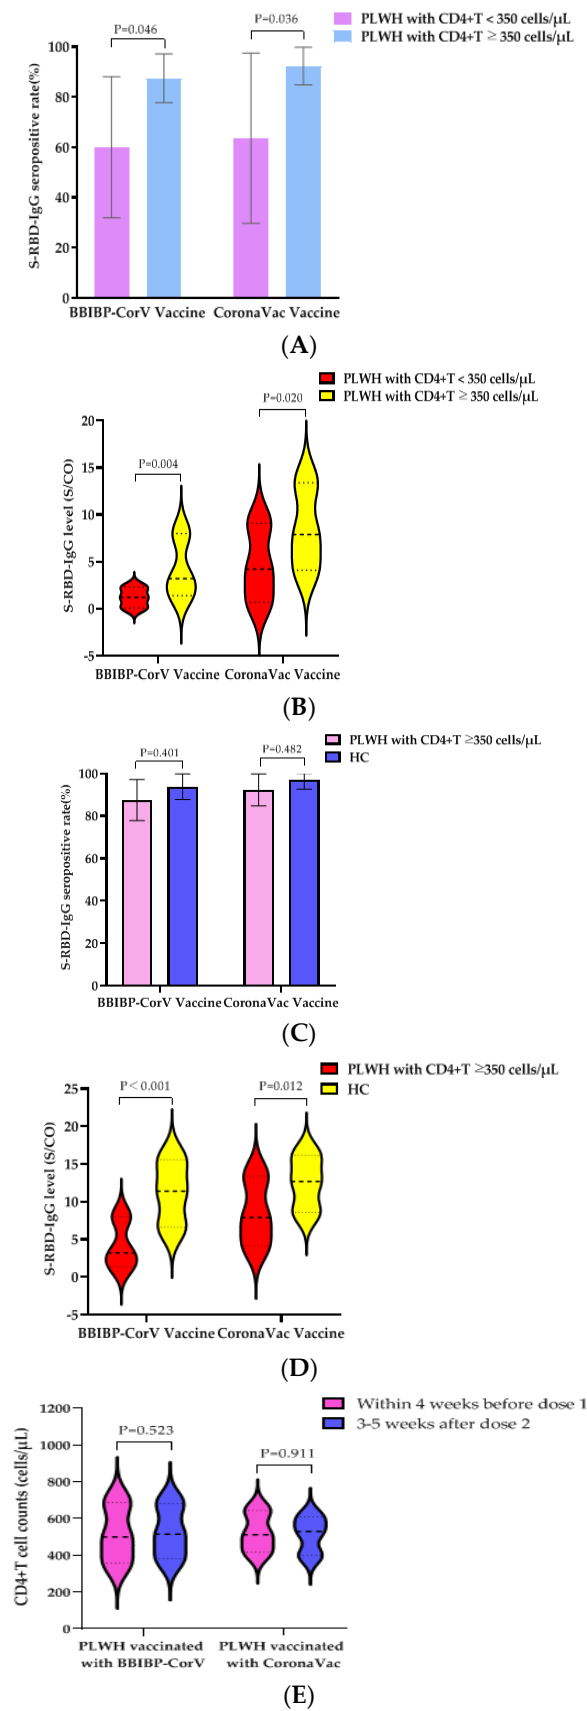 P=0.046
P=0.036
PLWH with CD4+T < 350 cells/μL
PLWH with CD4+T ≥ 350 cells/μL
S-RBD-IgG seropositive rate(%)
100
80
60
40
20
0
BBIBP-CorV Vaccine
CoronaVac Vaccine
(A)
PLWH with CD4+T < 350 cells/μL
PLWH with CD4+T ≥ 350 cells/μL
P=0.004
P=0.020
S-RBD-IgG level (S/CO)
20
15
10
5
0
-5
BBIBP-CorV Vaccine
CoronaVac Vaccine
(B)
PLWH with CD4+T ≥350 cells/μL
HC
P=0.401
P=0.482
S-RBD-IgG seropositive rate(%)
100
80
60
40
20
0
BBIBP-CorV Vaccine
CoronaVac Vaccine
(C)
PLWH with CD4+T ≥350 cells/μL
HC
P< 0.001
P=0.012
S-RBD-IgG level (S/CO)
25
20
15
10
5
0
-5
BBIBP-CorV Vaccine
CoronaVac Vaccine
(D)
Within 4 weeks before dose 1
3-5 weeks after dose 2
P=0.523
P=0.911
CD4+T cell counts (cells/μL)
1200
1000
800
600
400
200
0
PLWH vaccinated
with BBIBP-CorV
PLWH vaccinated
with CoronaVac
(E)